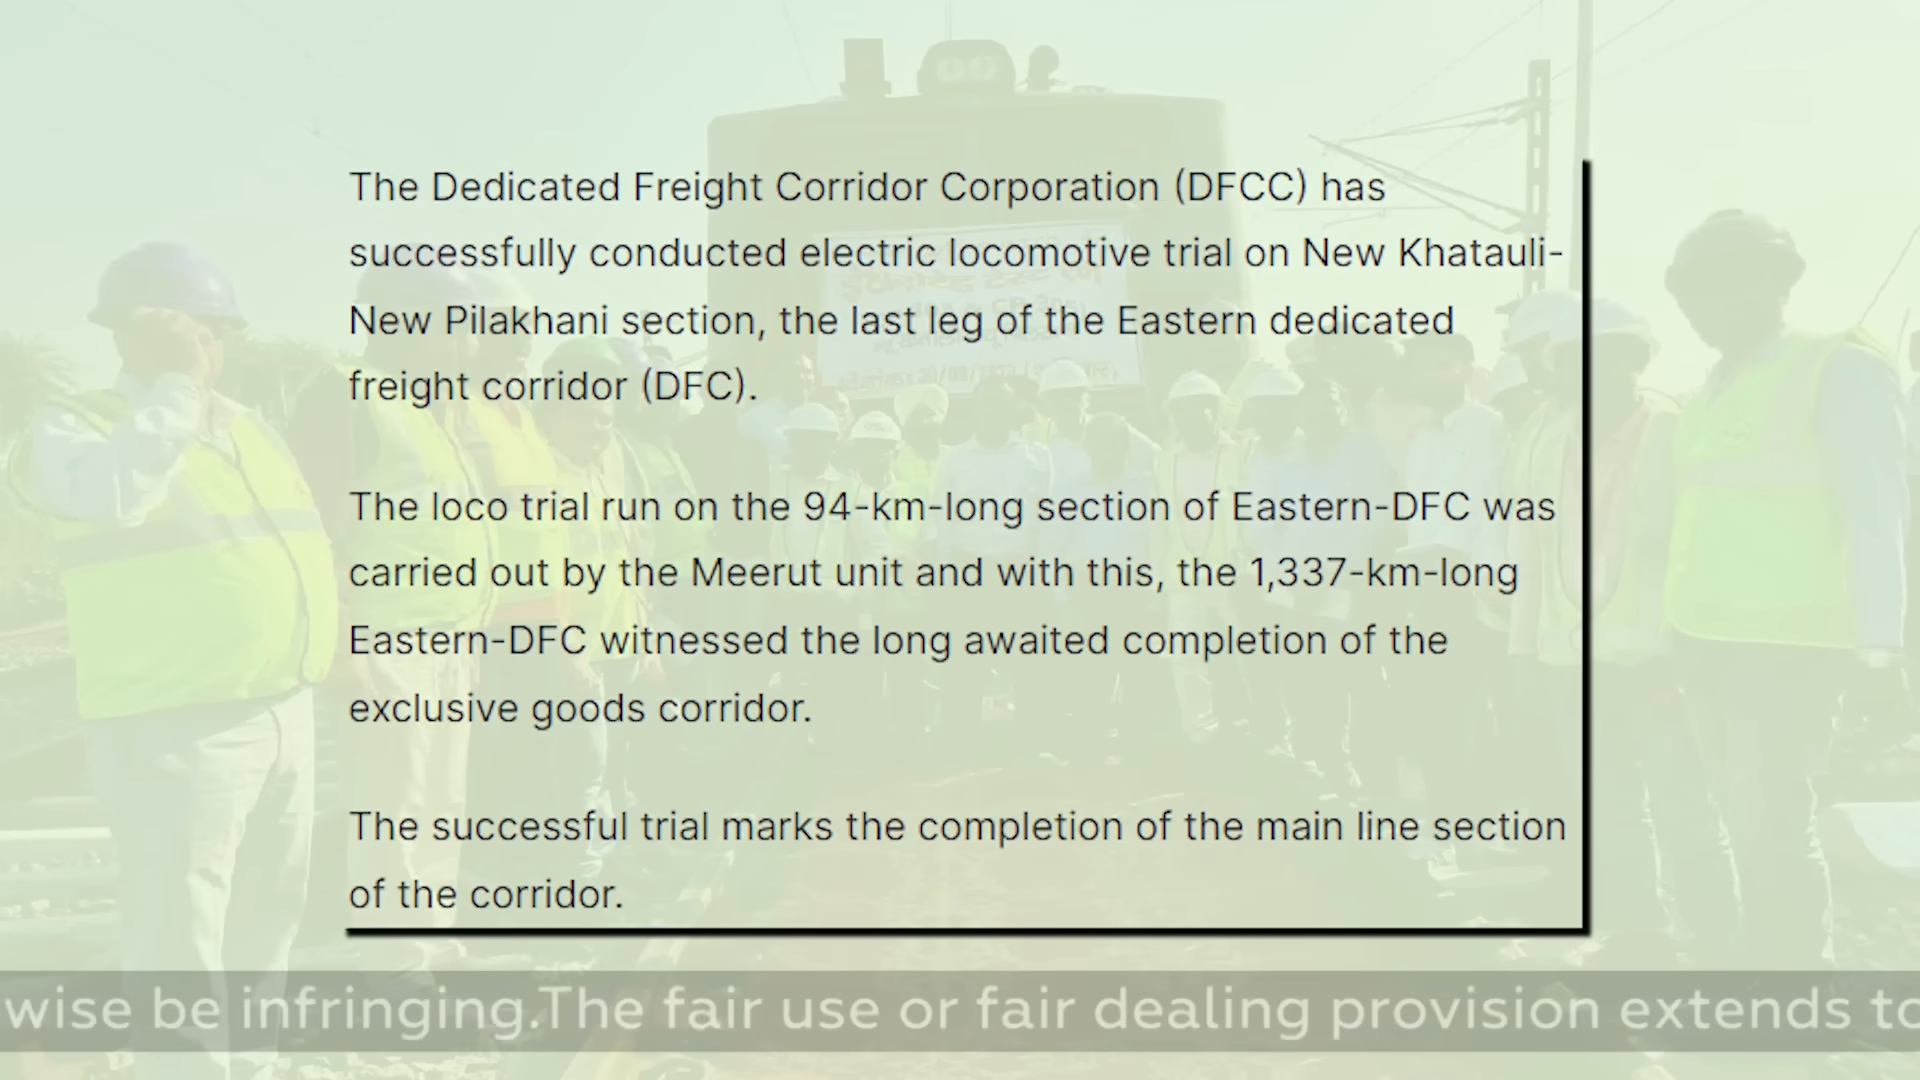 The Dedicated Freight Corridor Corporation (DFCC) has
successfully conducted electric locomotive trial on New Khatauli-
New Pilakhani section, the last leg of the Eastern dedicated
freight corridor (DFC).
The loco trial run on the 94-km-long section of Eastern-DFC was
carried out by the Meerut unit and with this, the 1,337-km-long
Eastern-DFC witnessed the long awaited completion of the
exclusive goods corridor.
The successful trial marks the completion of the main line section
of the corridor.
wise be infringing.The fair use or fair dealing provision extends to